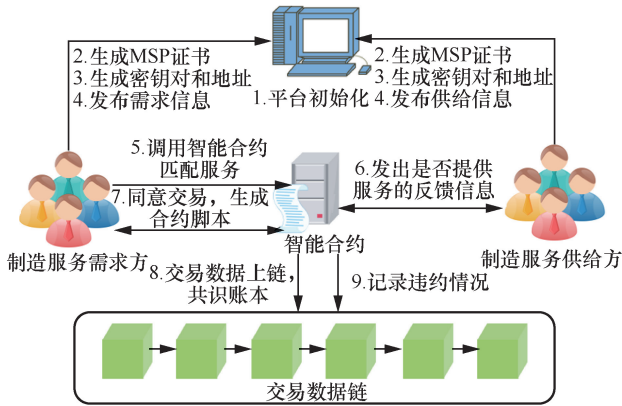 2.生成MSP证书
3.生成密钥对和地址
4.发布需求信息
1.平台初始化
2.生成MSP证书
3.生成密钥对和地址
4.发布供给信息
5.调用智能合约
匹配服务
7.同意交易，生成
合约脚本
6.发出是否提供
服务的反馈信息
制造服务需求方
智能合约
制造服务供给方
8.交易数据上链，
共识账本
9.记录违约情况
交易数据链